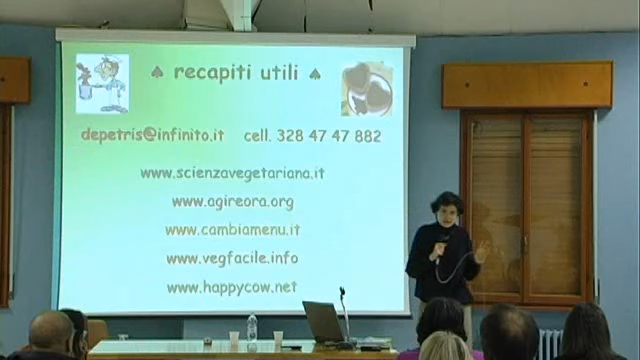 ♠ recapiti utili ♠
depetris@infinito.it cell. 328 47 47 882
www.scienzavegetariana.it
www.agireora.org
www.cambiamenu.it
www.vegfacile.info
www.happycow.net